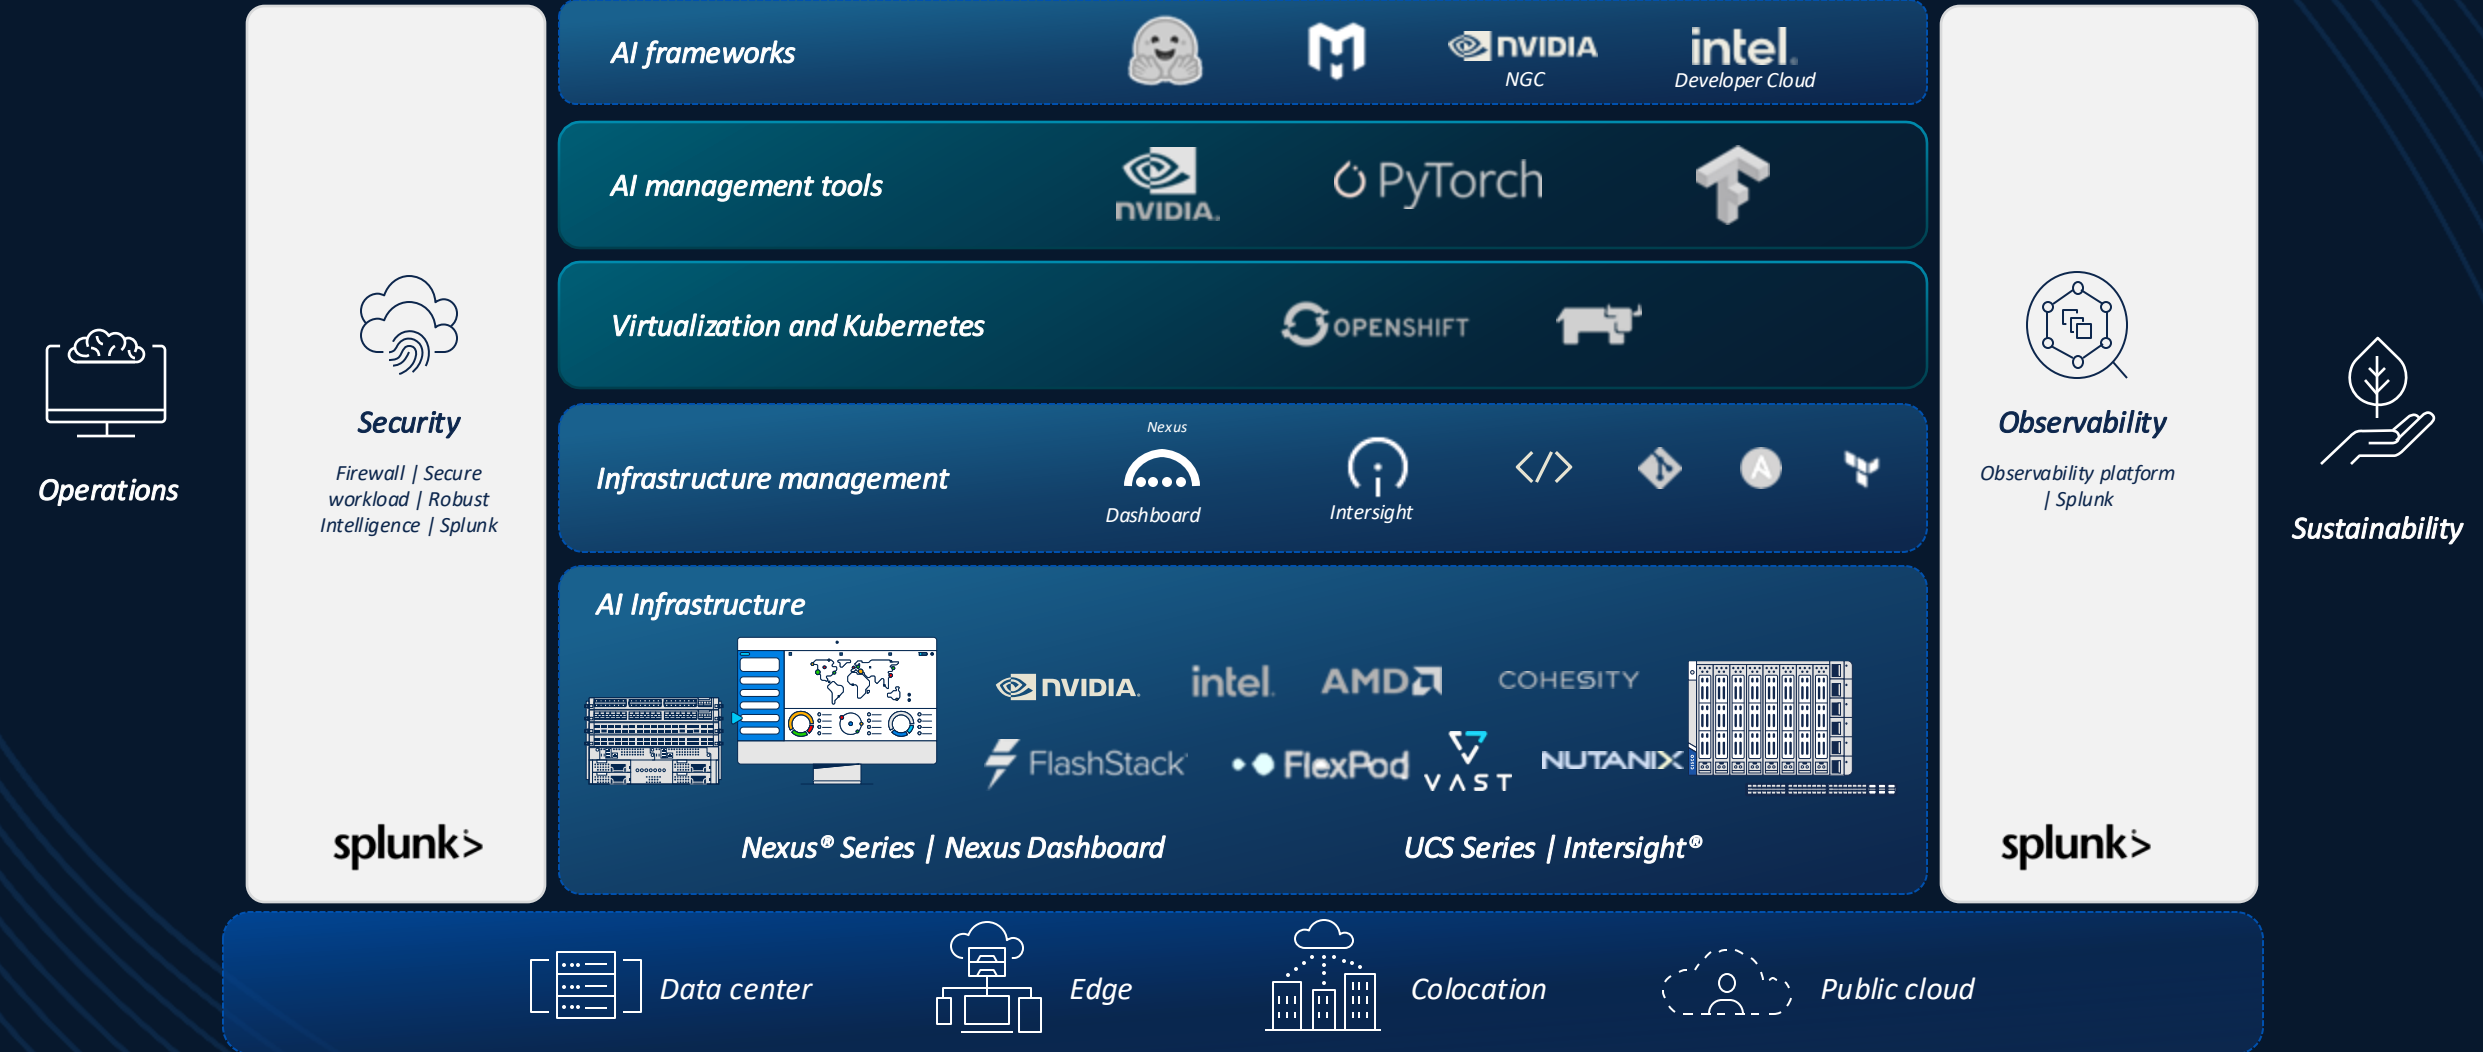 AI frameworks
NVIDIA
NGC
intel.
Developer Cloud
AI management tools
NVIDIA.
PyTorch
Virtualization and Kubernetes
OPENSHIFT
Operations
Security
Firewall | Secure
workload | Robust
Intelligence | Splunk
splunk>
Infrastructure management
Nexus
Dashboard
Intersight
</>
Observability
Observability platform
| Splunk
splunk>
Sustainability
AI Infrastructure
NVIDIA.
intel.
AMD
COHESITY
FlashStack
FlexPod
VAST
NUTANIX
Nexus® Series | Nexus Dashboard
UCS Series | Intersight®
Data center
Edge
Colocation
Public cloud